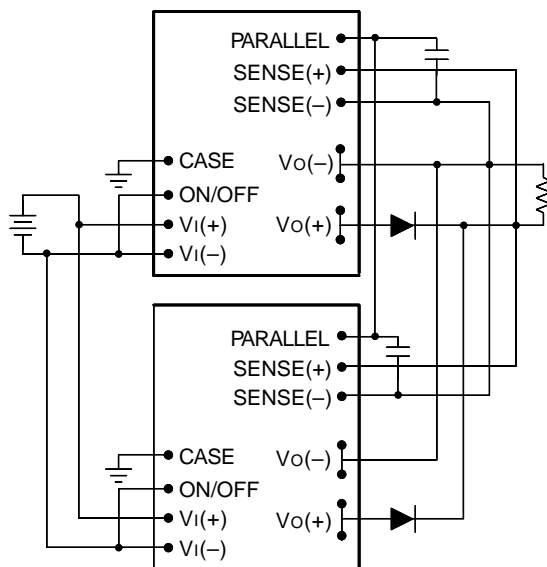 PARALLEL
SENSE(+)
SENSE(–)
CASE
VO(–)
ON/OFF
VI(+)
VO(+)
VI(–)
PARALLEL
SENSE(+)
SENSE(–)
CASE
VO(–)
ON/OFF
VI(+)
VO(+)
VI(–)